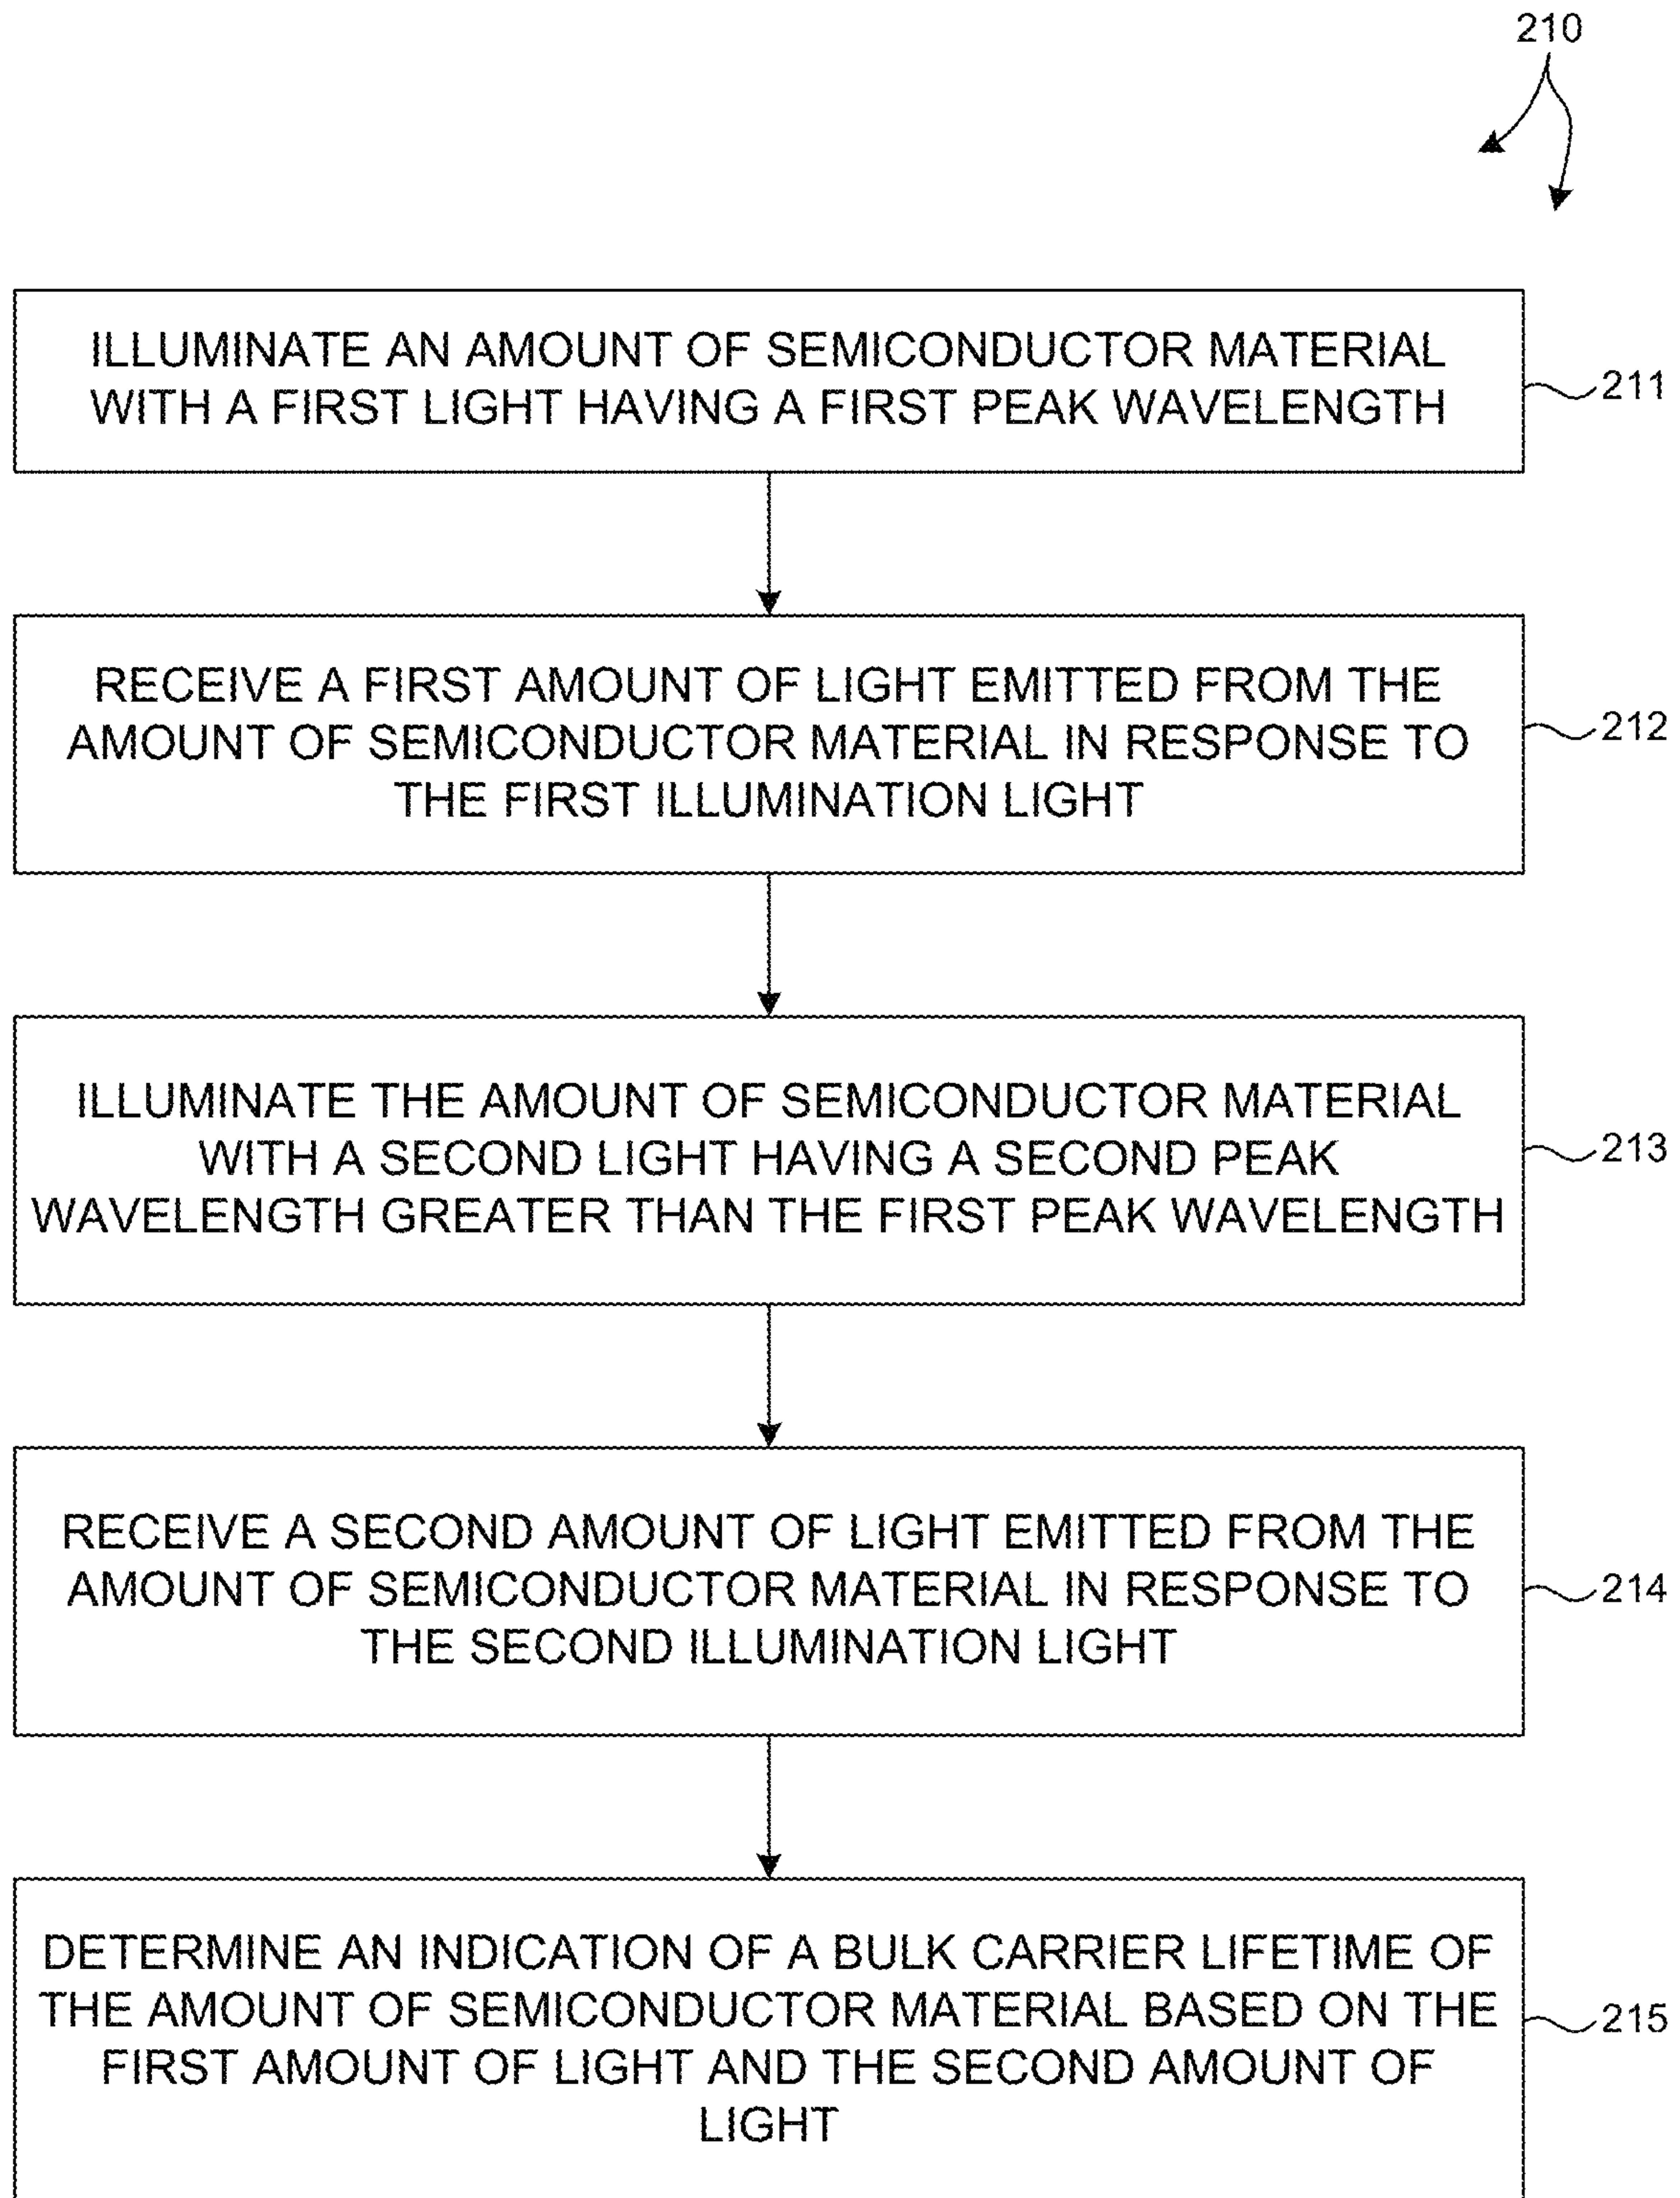 210
ILLUMINATE AN AMOUNT OF SEMICONDUCTOR MATERIAL
WITH A FIRST LIGHT HAVING A FIRST PEAK WAVELENGTH
211
RECEIVE A FIRST AMOUNT OF LIGHT EMITTED FROM THE
AMOUNT OF SEMICONDUCTOR MATERIAL IN RESPONSE TO
THE FIRST ILLUMINATION LIGHT
212
ILLUMINATE THE AMOUNT OF SEMICONDUCTOR MATERIAL
WITH A SECOND LIGHT HAVING A SECOND PEAK
WAVELENGTH GREATER THAN THE FIRST PEAK WAVELENGTH
213
RECEIVE A SECOND AMOUNT OF LIGHT EMITTED FROM THE
AMOUNT OF SEMICONDUCTOR MATERIAL IN RESPONSE TO
THE SECOND ILLUMINATION LIGHT
214
DETERMINE AN INDICATION OF A BULK CARRIER LIFETIME OF
THE AMOUNT OF SEMICONDUCTOR MATERIAL BASED ON THE
FIRST AMOUNT OF LIGHT AND THE SECOND AMOUNT OF
LIGHT
215